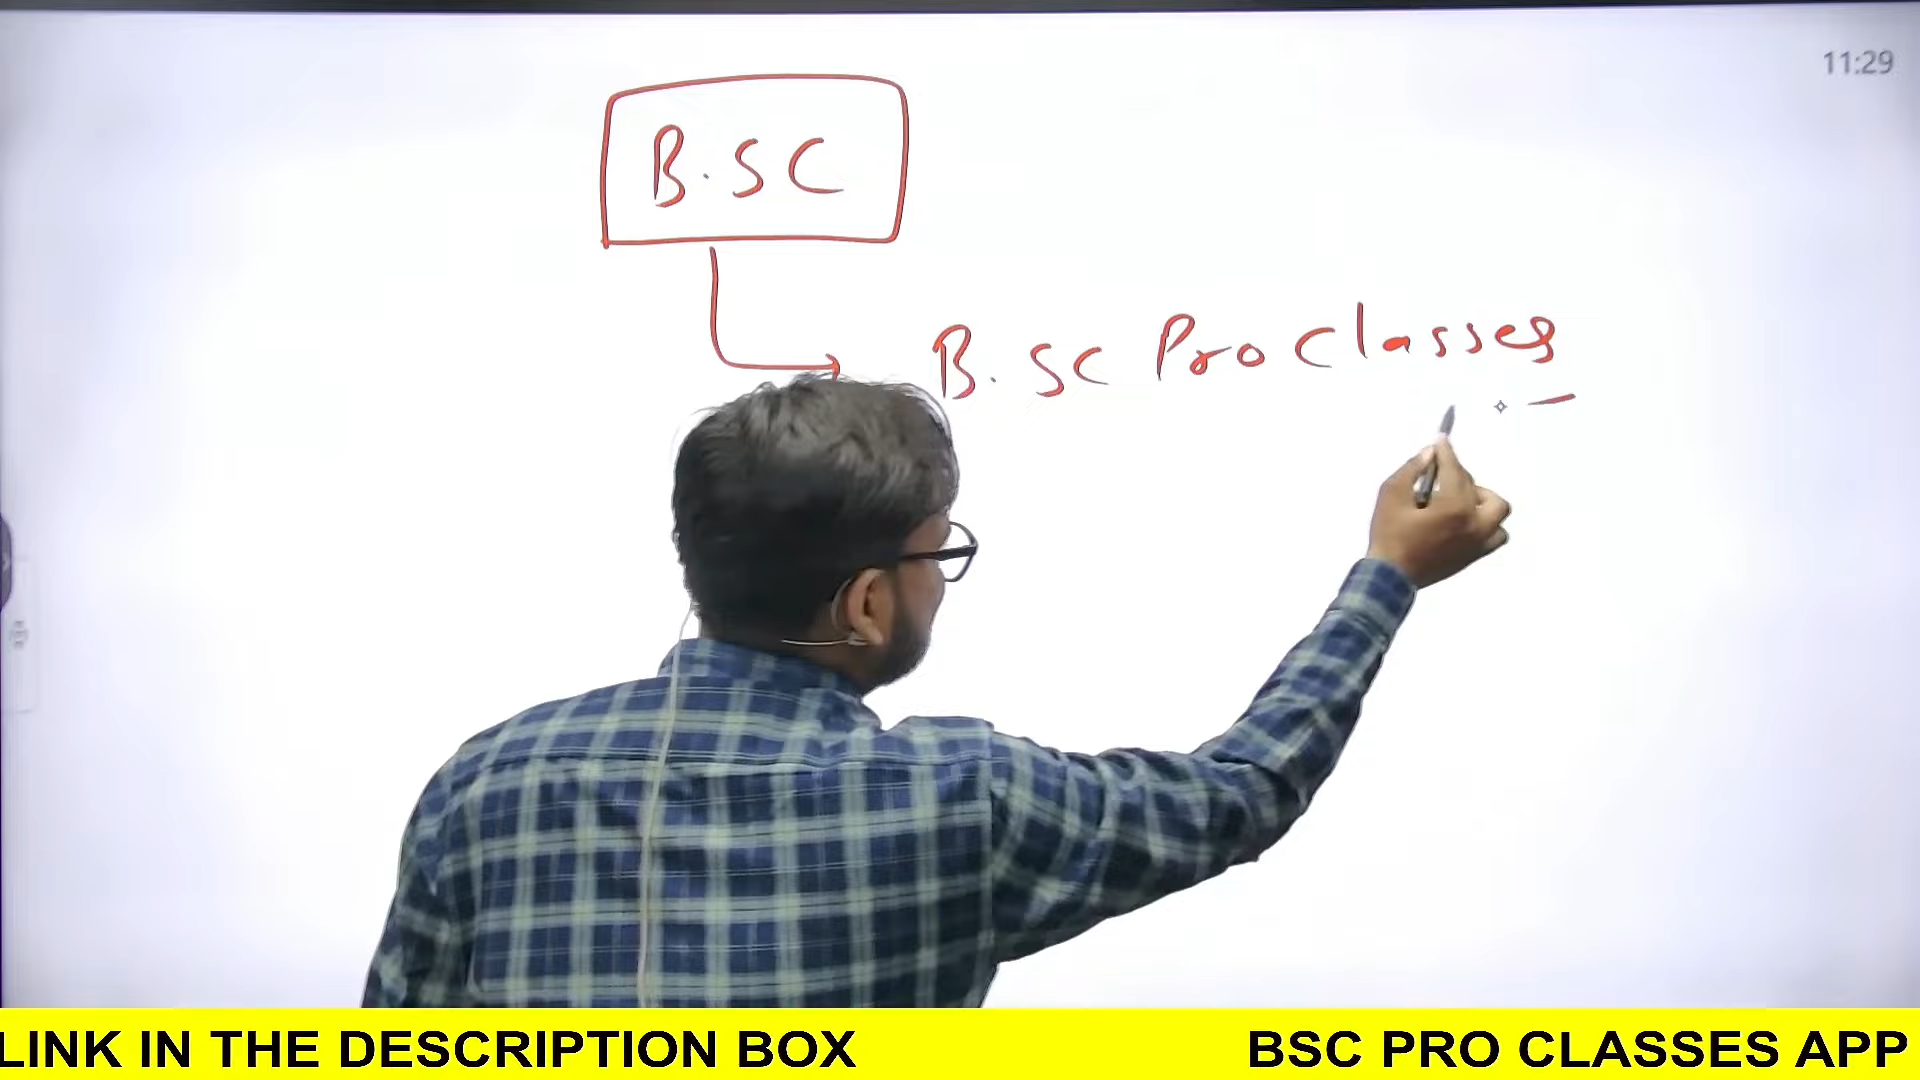 11:29
B.SC
B.SC Pro Classes
LINK IN THE DESCRIPTION BOX BSC PRO CLASSES APP